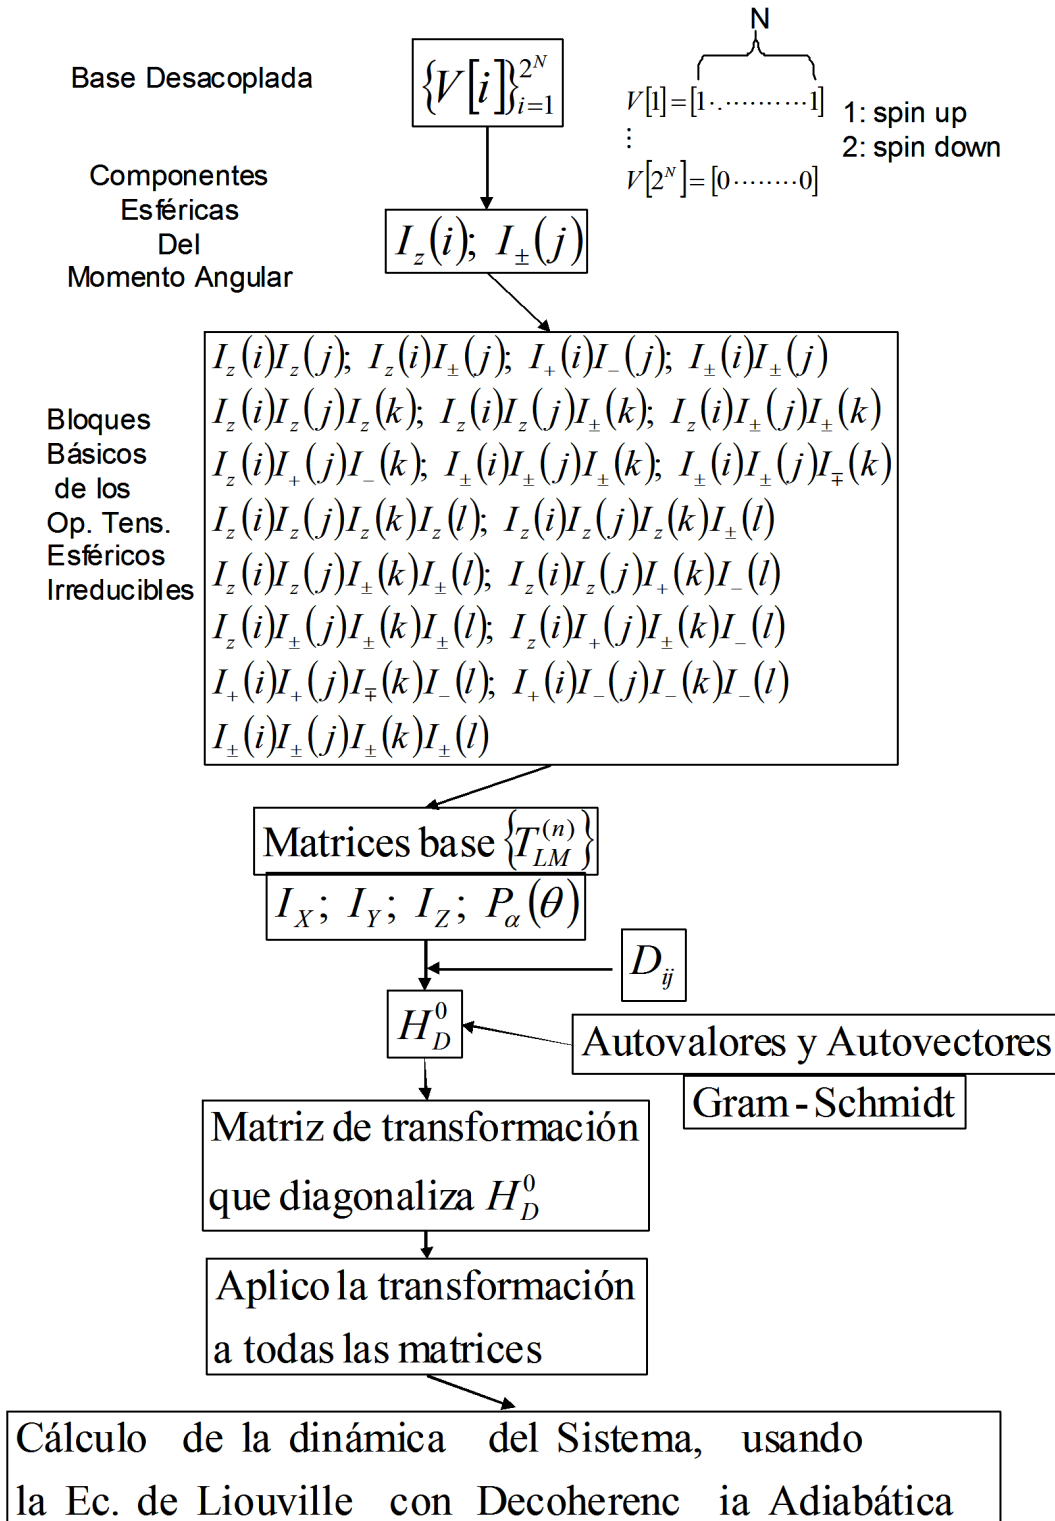 N
Base Desacoplada
{V[i]}_{i=1}^{2^N}
V[1]=[1··.··········1]
⋮
V[2^N]=[0········0]
1: spin up
2: spin down
Componentes
Esféricas
Del
Momento Angular
I_z(i); I_±(j)
Bloques
Básicos
de los
Op. Tens.
Esféricos
Irreducibles
I_z(i)I_z(j); I_z(i)I_±(j); I_+(i)I_−(j); I_±(i)I_±(j)
I_z(i)I_z(j)I_z(k); I_z(i)I_z(j)I_±(k); I_z(i)I_±(j)I_±(k)
I_z(i)I_+(j)I_−(k); I_±(i)I_±(j)I_±(k); I_±(i)I_±(j)I_∓(k)
I_z(i)I_z(j)I_z(k)I_z(l); I_z(i)I_z(j)I_z(k)I_±(l)
I_z(i)I_z(j)I_±(k)I_±(l); I_z(i)I_z(j)I_+(k)I_−(l)
I_z(i)I_±(j)I_±(k)I_±(l); I_z(i)I_+(j)I_±(k)I_−(l)
I_+(i)I_+(j)I_∓(k)I_−(l); I_+(i)I_−(j)I_−(k)I_−(l)
I_±(i)I_±(j)I_±(k)I_±(l)
Matrices base {T_{LM}^{(n)}}
I_X; I_Y; I_Z; P_α(θ)
D_{ij}
H_D^0
Autovalores y Autovectores
Gram-Schmidt
Matriz de transformación
que diagonaliza H_D^0
Aplico la transformación
a todas las matrices
Cálculo de la dinámica del Sistema, usando
la Ec. de Liouville con Decoherenc ia Adiabática